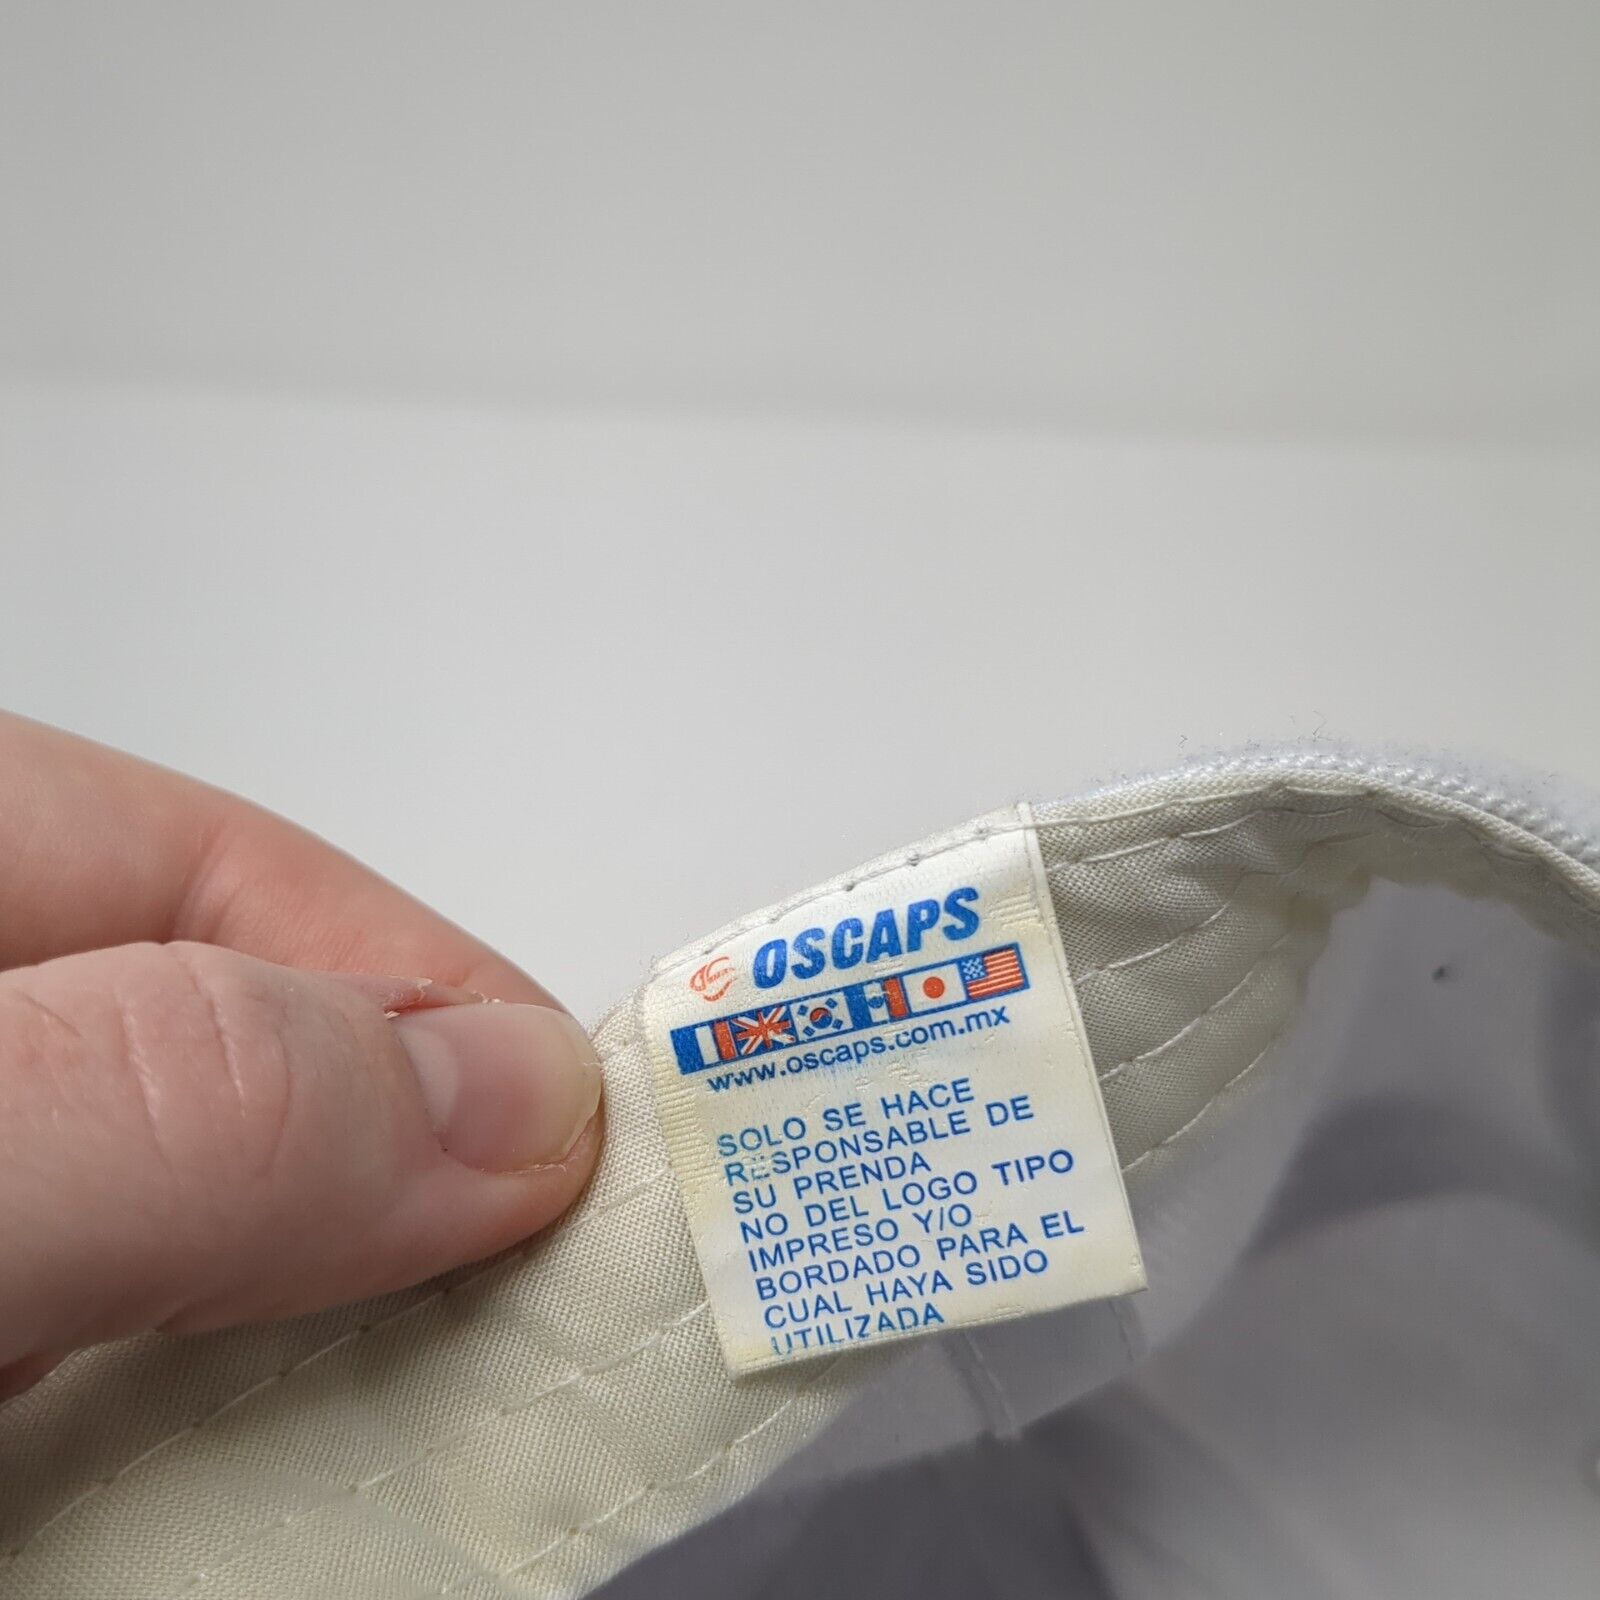 OSCAPS
www.oscaps.com.mx
SOLO SE HACE
RESPONSABLE DE
SU PRENDA
NO DEL LOGO TIPO
IMPRESO Y/O
BORDADO PARA EL
CUAL HAYA SIDO
UTILIZADA